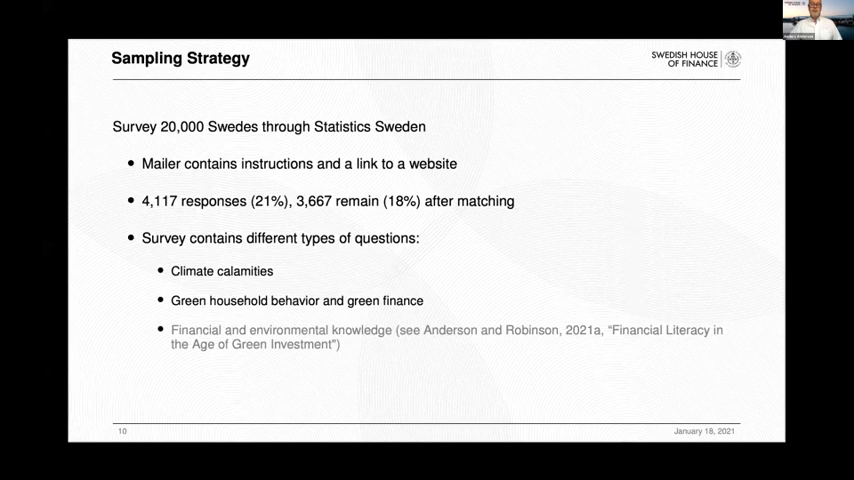 Sampling Strategy
SWEDISH HOUSE
OF FINANCE
Survey 20,000 Swedes through Statistics Sweden
Mailer contains instructions and a link to a website
4,117 responses (21%), 3,667 remain (18%) after matching
Survey contains different types of questions:
Climate calamities
Green household behavior and green finance
Financial and environmental knowledge (see Anderson and Robinson, 2021a, “Financial Literacy in
the Age of Green Investment”)
10
January 18, 2021